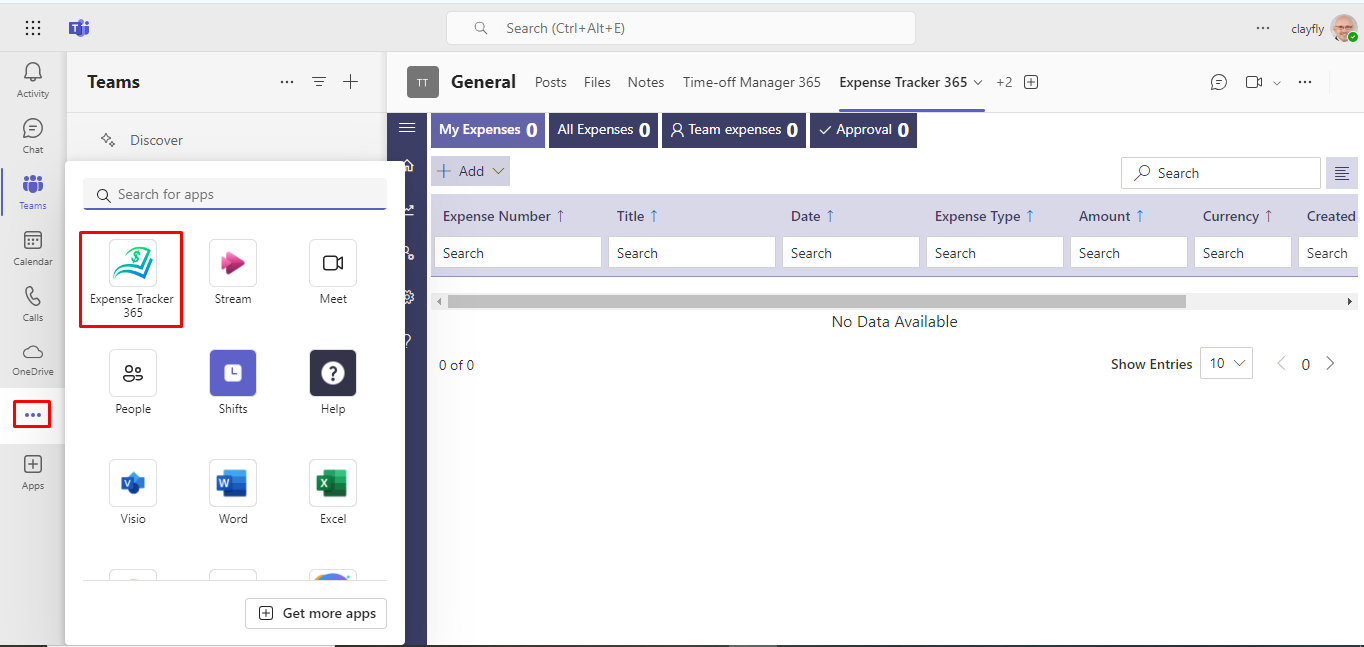 Search (Ctrl+Alt+E)
clayfly
Activity
Chat
Teams
Calendar
Calls
OneDrive
Apps
Teams
Discover
Search for apps
Expense Tracker
365
Stream
Meet
People
Shifts
Help
Visio
Word
Excel
Get more apps
TT
General Posts Files Notes Time-off Manager 365 Expense Tracker 365 +2
My Expenses 0 All Expenses 0 Team expenses 0 Approval 0
Add
Search
Expense Number ↑ Title ↑ Date ↑ Expense Type ↑ Amount ↑ Currency ↑ Created
Search Search Search Search Search Search Search
No Data Available
0 of 0
Show Entries 10 0